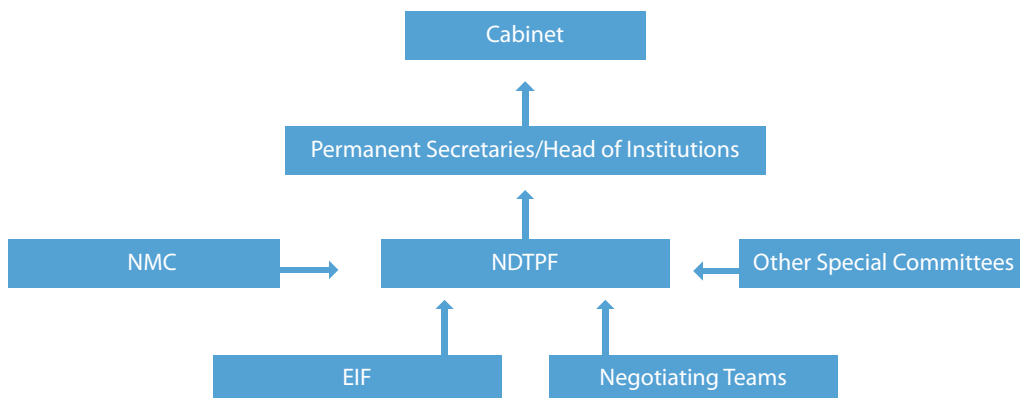 Cabinet
Permanent Secretaries/Head of Institutions
NMC
NDTPF
Other Special Committees
EIF
Negotiating Teams